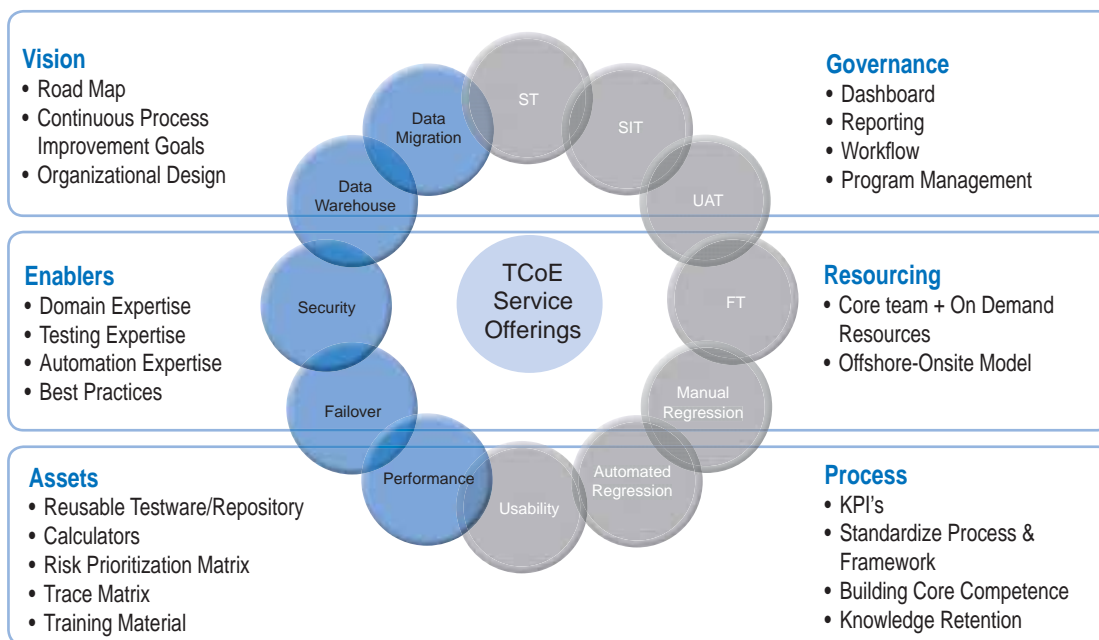 Vision
• Road Map
• Continuous Process
Improvement Goals
• Organizational Design
Governance
• Dashboard
• Reporting
• Workflow
• Program Management
Enablers
• Domain Expertise
• Testing Expertise
• Automation Expertise
• Best Practices
Resourcing
• Core team + On Demand
Resources
• Offshore-Onsite Model
Assets
• Reusable Testware/Repository
• Calculators
• Risk Prioritization Matrix
• Trace Matrix
• Training Material
Process
• KPI's
• Standardize Process &
Framework
• Building Core Competence
• Knowledge Retention
TCoE
Service
Offerings
ST
SIT
UAT
FT
Manual
Regression
Automated
Regression
Usability
Performance
Failover
Security
Data
Warehouse
Data
Migration